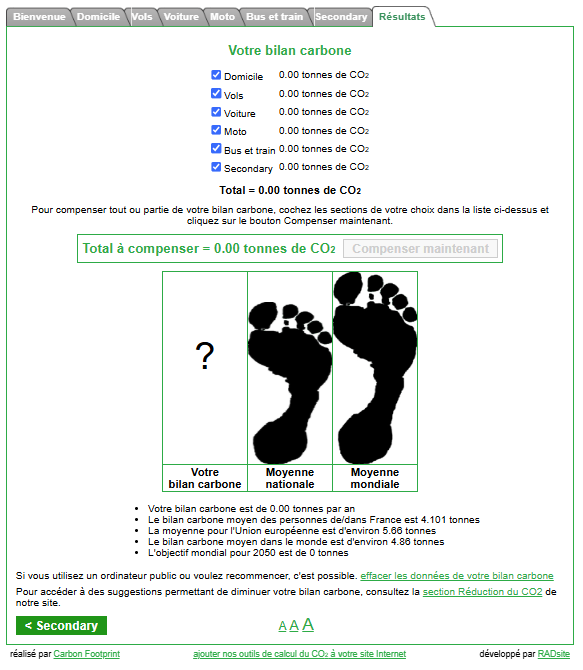 Bienvenue Domicile Vols Voiture Moto Bus et train Secondary Résultats
Votre bilan carbone
Domicile 0.00 tonnes de CO2
Vols 0.00 tonnes de CO2
Voiture 0.00 tonnes de CO2
Moto 0.00 tonnes de CO2
Bus et train 0.00 tonnes de CO2
Secondary 0.00 tonnes de CO2
Total = 0.00 tonnes de CO2
Pour compenser tout ou partie de votre bilan carbone, cochez les sections de votre choix dans la liste ci-dessus et
cliquez sur le bouton Compenser maintenant.
Total à compenser = 0.00 tonnes de CO2 Compenser maintenant
?
Votre bilan carbone
Moyenne nationale
Moyenne mondiale
• Votre bilan carbone est de 0.00 tonnes par an
• Le bilan carbone moyen des personnes de/dans France est 4.101 tonnes
• La moyenne pour l'Union européenne est d'environ 5.66 tonnes
• Le bilan carbone moyen dans le monde est d'environ 4.86 tonnes
• L'objectif mondial pour 2050 est de 0 tonnes
Si vous utilisez un ordinateur public ou voulez recommencer, c'est possible. effacer les données de votre bilan carbone
Pour accéder à des suggestions permettant de diminuer votre bilan carbone, consultez la section Réduction du CO2 de
notre site.
< Secondary A A A
réalisé par Carbon Footprint ajouter nos outils de calcul du CO2 à votre site Internet développé par RADsite